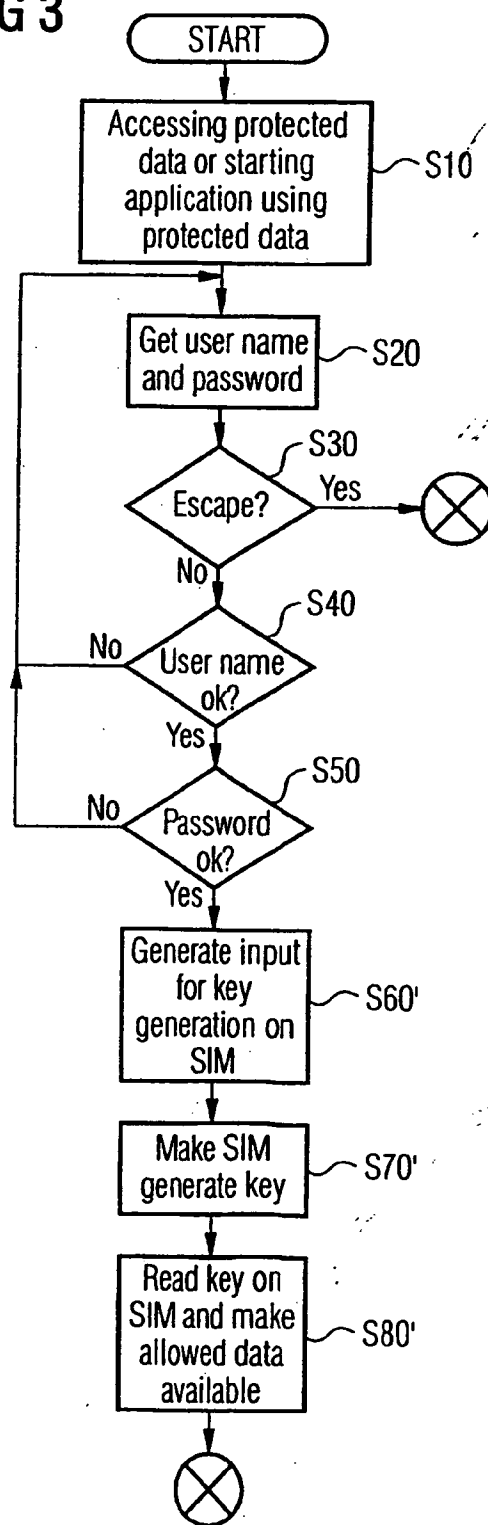 G 3
START
Accessing protected
data or starting
application using
protected data
S10
Get user name
and password
S20
S30
Escape?
Yes
No
S40
No
User name
ok?
Yes
S50
No
Password
ok?
Yes
Generate input
for key
generation on
SIM
S60'
Make SIM
generate key
S70'
Read key on
SIM and make
allowed data
available
S80'